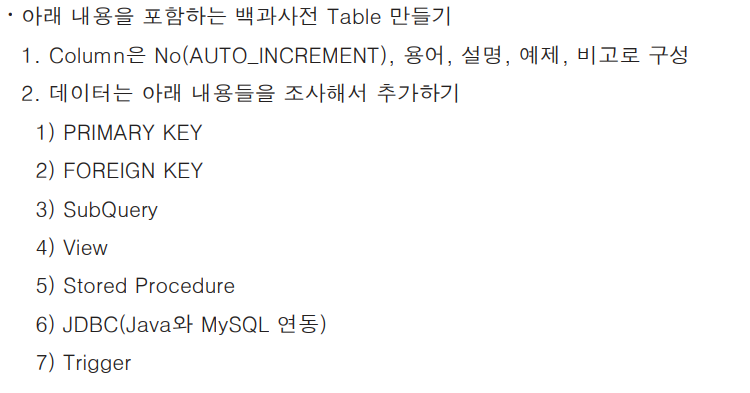 · 아래 내용을 포함하는 백과사전 Table 만들기
1. Column은 No(AUTO_INCREMENT), 용어, 설명, 예제, 비고로 구성
2. 데이터는 아래 내용들을 조사해서 추가하기
1) PRIMARY KEY
2) FOREIGN KEY
3) SubQuery
4) View
5) Stored Procedure
6) JDBC(Java와 MySQL 연동)
7) Trigger